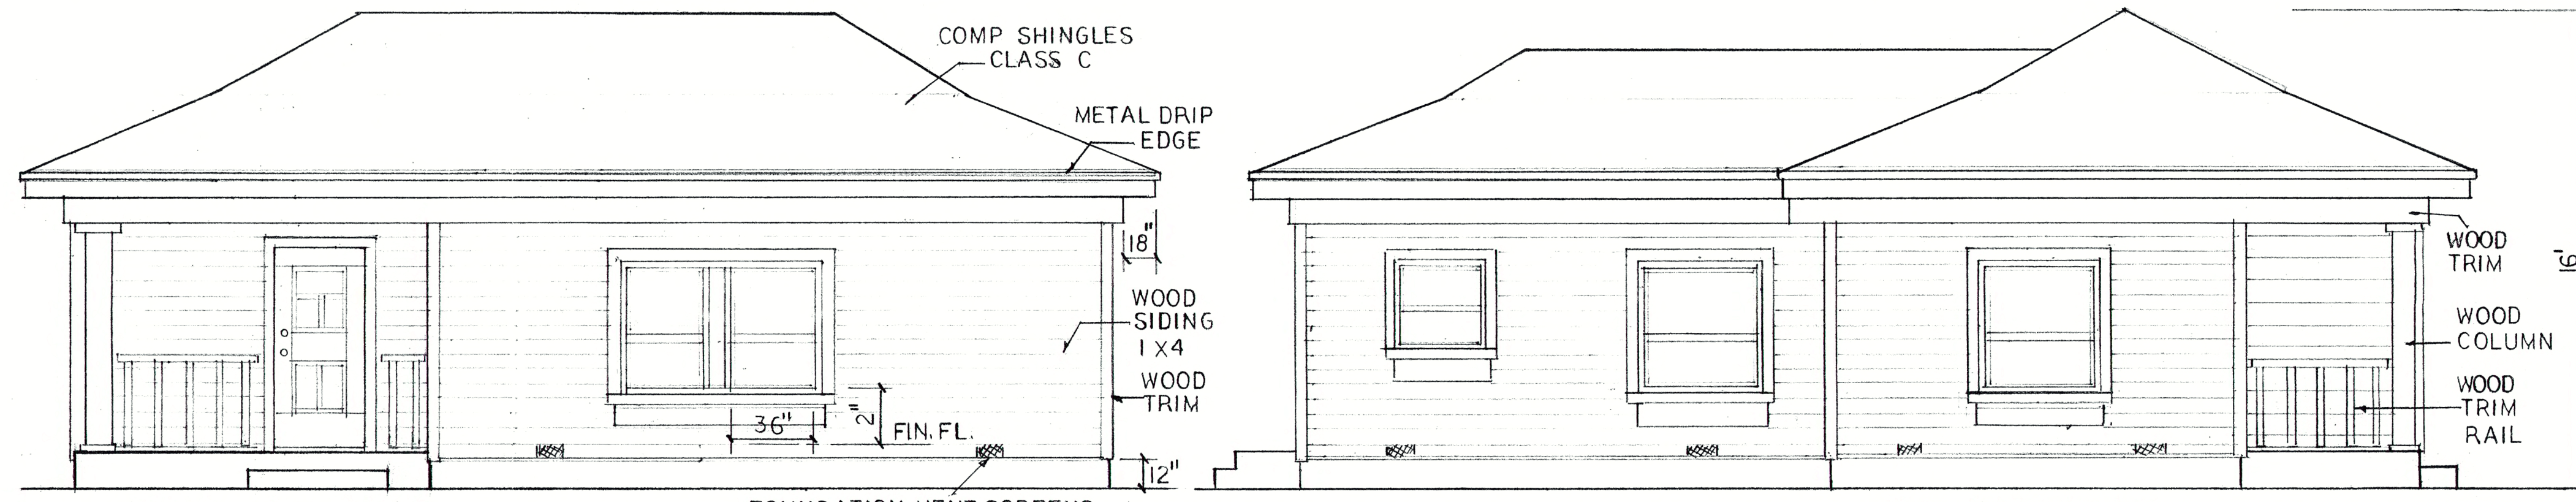 COMP SHINGLES
CLASS C
METAL DRIP
EDGE
18"
WOOD
SIDING
1 X 4
WOOD
TRIM
36"
2"
FIN. FL.
12"
WOOD
TRIM
WOOD
COLUMN
WOOD
TRIM
RAIL